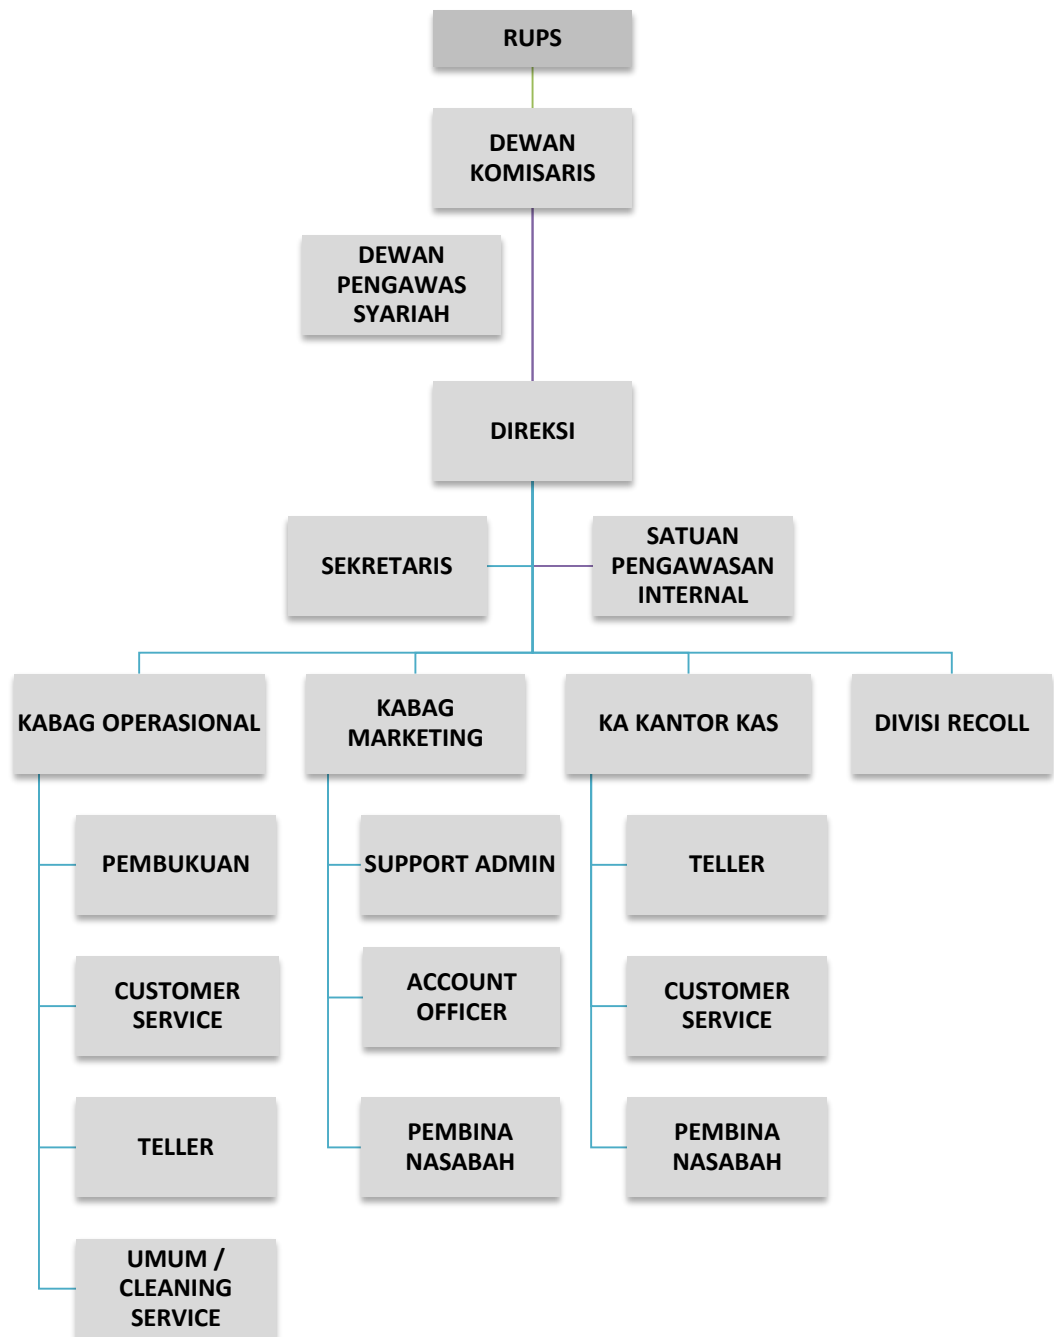 RUPS
DEWAN
KOMISARIS
DEWAN
PENGAWAS
SYARIAH
DIREKSI
SEKRETARIS
SATUAN
PENGAWASAN
INTERNAL
KABAG OPERASIONAL
KABAG
MARKETING
KA KANTOR KAS
DIVISI RECOLL
PEMBUKUAN
CUSTOMER
SERVICE
TELLER
UMUM /
CLEANING
SERVICE
SUPPORT ADMIN
ACCOUNT
OFFICER
PEMBINA
NASABAH
TELLER
CUSTOMER
SERVICE
PEMBINA
NASABAH